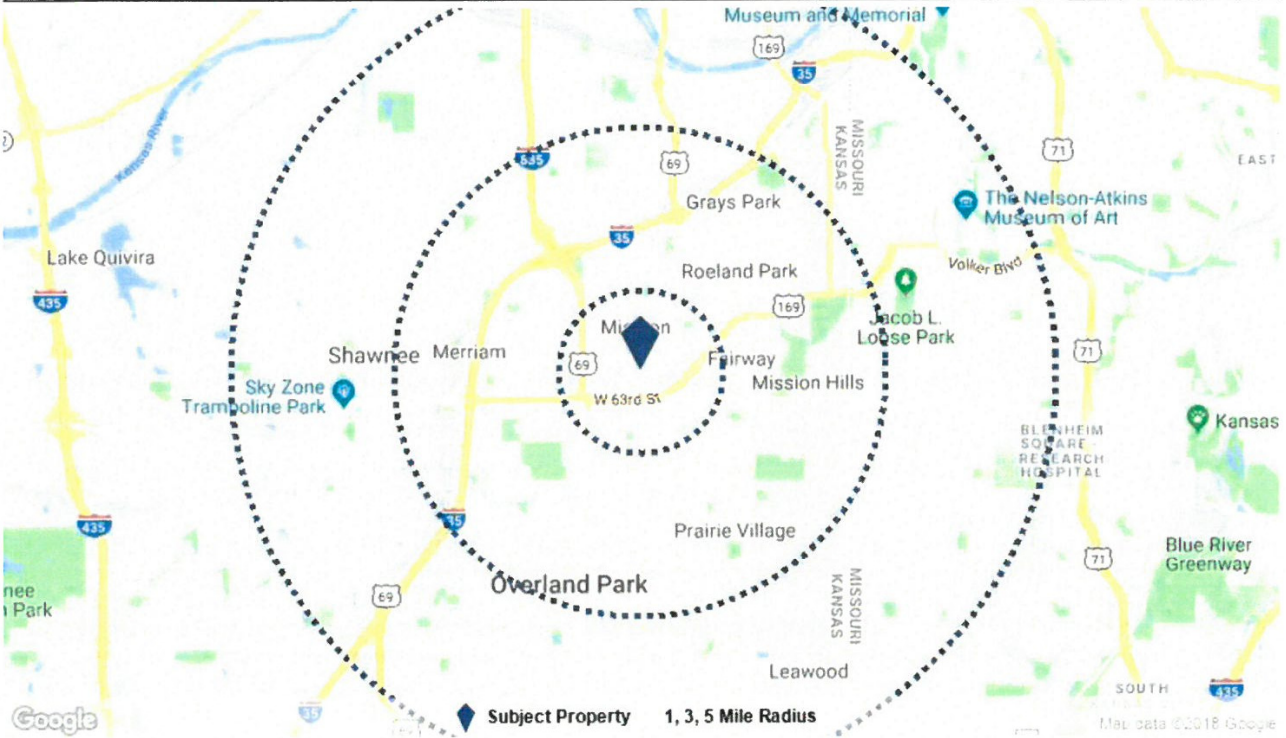 Museum and Memorial
169
35
Kansas River
MISSOURI
KANSAS
635
69
71
EAST
Grays Park
The Nelson-Atkins
Museum of Art
35
Lake Quivira
Roeland Park
Volker Blvd
435
169
Mission
Jacob L.
Loose Park
Shawnee
Merriam
69
Fairway
71
Mission Hills
Sky Zone
Trampoline Park
W 63rd St
Kansas
BLENHEIM
SQUARE -
RESEARCH
HOSPITAL
435
35
Prairie Village
Blue River
Greenway
71
Overland Park
nee
n Park
69
MISSOURI
KANSAS
Leawood
SOUTH
435
35
69
Google
Subject Property
1, 3, 5 Mile Radius
Map data ©2018 Google